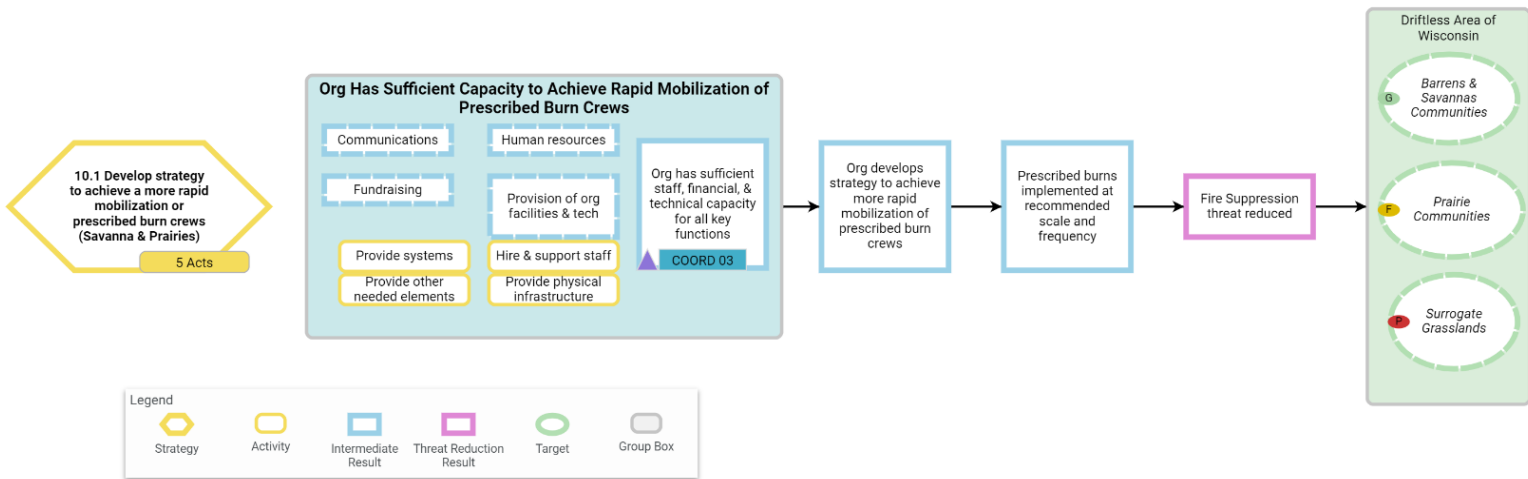 10.1 Develop strategy
to achieve a more rapid
mobilization or
prescribed burn crews
(Savanna & Prairies)
5 Acts
Org Has Sufficient Capacity to Achieve Rapid Mobilization of
Prescribed Burn Crews
Communications
Human resources
Fundraising
Provision of org
facilities & tech
Provide systems
Hire & support staff
Provide other
needed elements
Provide physical
infrastructure
Org has sufficient
staff, financial, &
technical capacity
for all key
functions
COORD 03
Org develops
strategy to achieve
more rapid
mobilization of
prescribed burn
crews
Prescribed burns
implemented at
recommended
scale and
frequency
Fire Suppression
threat reduced
Driftless Area of
Wisconsin
G
Barrens &
Savannas
Communities
F
Prairie
Communities
P
Surrogate
Grasslands
Legend
Strategy
Activity
Intermediate
Result
Threat Reduction
Result
Target
Group Box